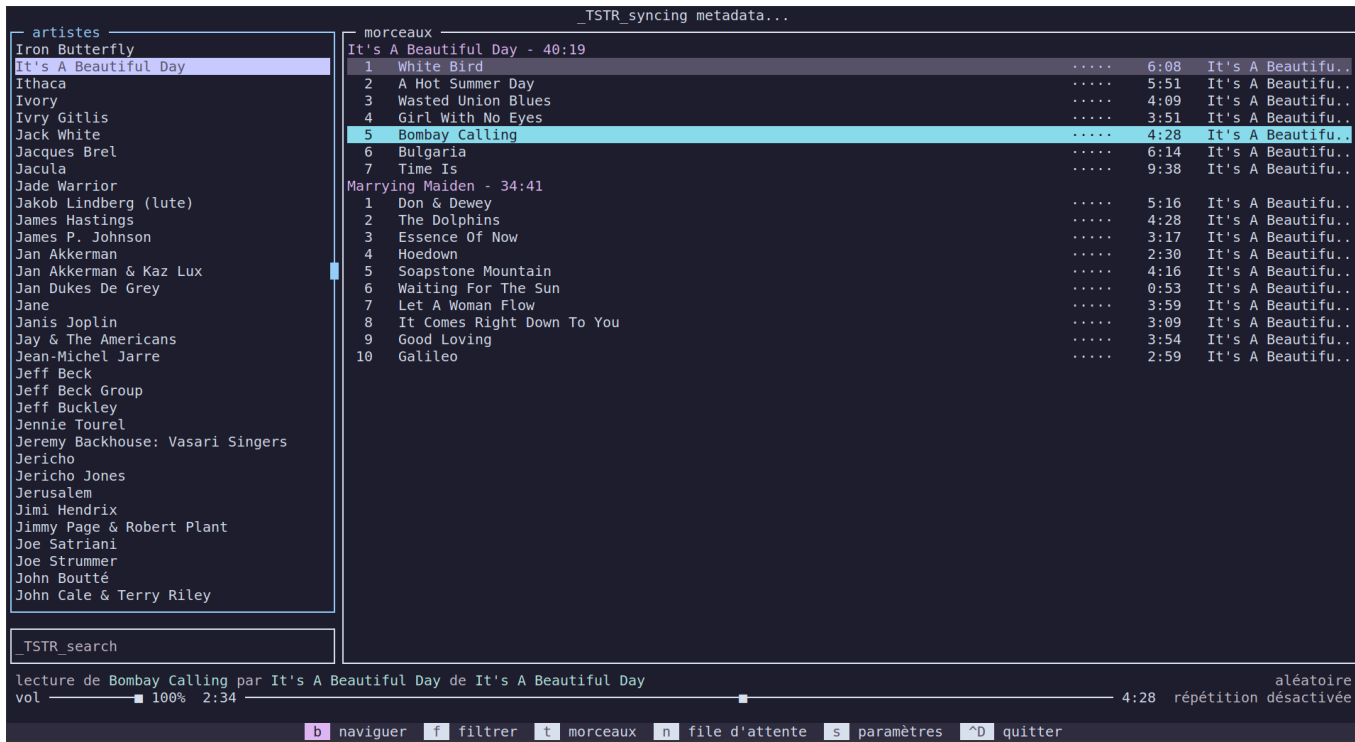 _TSTR_syncing metadata...
artistes
Iron Butterfly
It's A Beautiful Day
Ithaca
Ivory
Ivry Gitlis
Jack White
Jacques Brel
Jacula
Jade Warrior
Jakob Lindberg (lute)
James Hastings
James P. Johnson
Jan Akkerman
Jan Akkerman & Kaz Lux
Jan Dukes De Grey
Jane
Janis Joplin
Jay & The Americans
Jean-Michel Jarre
Jeff Beck
Jeff Beck Group
Jeff Buckley
Jennie Tourel
Jeremy Backhouse: Vasari Singers
Jericho
Jericho Jones
Jerusalem
Jimi Hendrix
Jimmy Page & Robert Plant
Joe Satriani
Joe Strummer
John Boutté
John Cale & Terry Riley
_TSTR_search
morceaux
It's A Beautiful Day - 40:19
1 White Bird ····· 6:08 It's A Beautifu..
2 A Hot Summer Day ····· 5:51 It's A Beautifu..
3 Wasted Union Blues ····· 4:09 It's A Beautifu..
4 Girl With No Eyes ····· 3:51 It's A Beautifu..
5 Bombay Calling ····· 4:28 It's A Beautifu..
6 Bulgaria ····· 6:14 It's A Beautifu..
7 Time Is ····· 9:38 It's A Beautifu..
Marrying Maiden - 34:41
1 Don & Dewey ····· 5:16 It's A Beautifu..
2 The Dolphins ····· 4:28 It's A Beautifu..
3 Essence Of Now ····· 3:17 It's A Beautifu..
4 Hoedown ····· 2:30 It's A Beautifu..
5 Soapstone Mountain ····· 4:16 It's A Beautifu..
6 Waiting For The Sun ····· 0:53 It's A Beautifu..
7 Let A Woman Flow ····· 3:59 It's A Beautifu..
8 It Comes Right Down To You ····· 3:09 It's A Beautifu..
9 Good Loving ····· 3:54 It's A Beautifu..
10 Galileo ····· 2:59 It's A Beautifu..
lecture de Bombay Calling par It's A Beautiful Day de It's A Beautiful Day aléatoire
vol 100% 2:34 4:28 répétition désactivée
b naviguer f filtrer t morceaux n file d'attente s paramètres ^D quitter